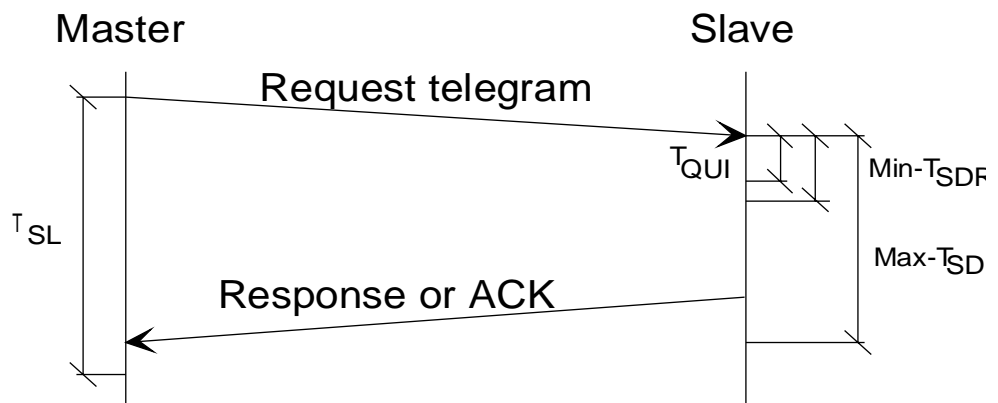 Master
Slave
Request telegram
TQUI
Min-TSDR
TSL
Max-TSD
Response or ACK